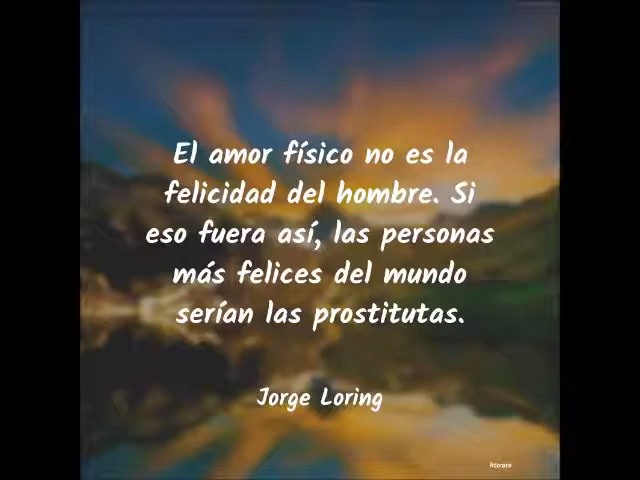 El amor físico no es la
felicidad del hombre. Si
eso fuera así, las personas
más felices del mundo
serían las prostitutas.
Jorge Loring